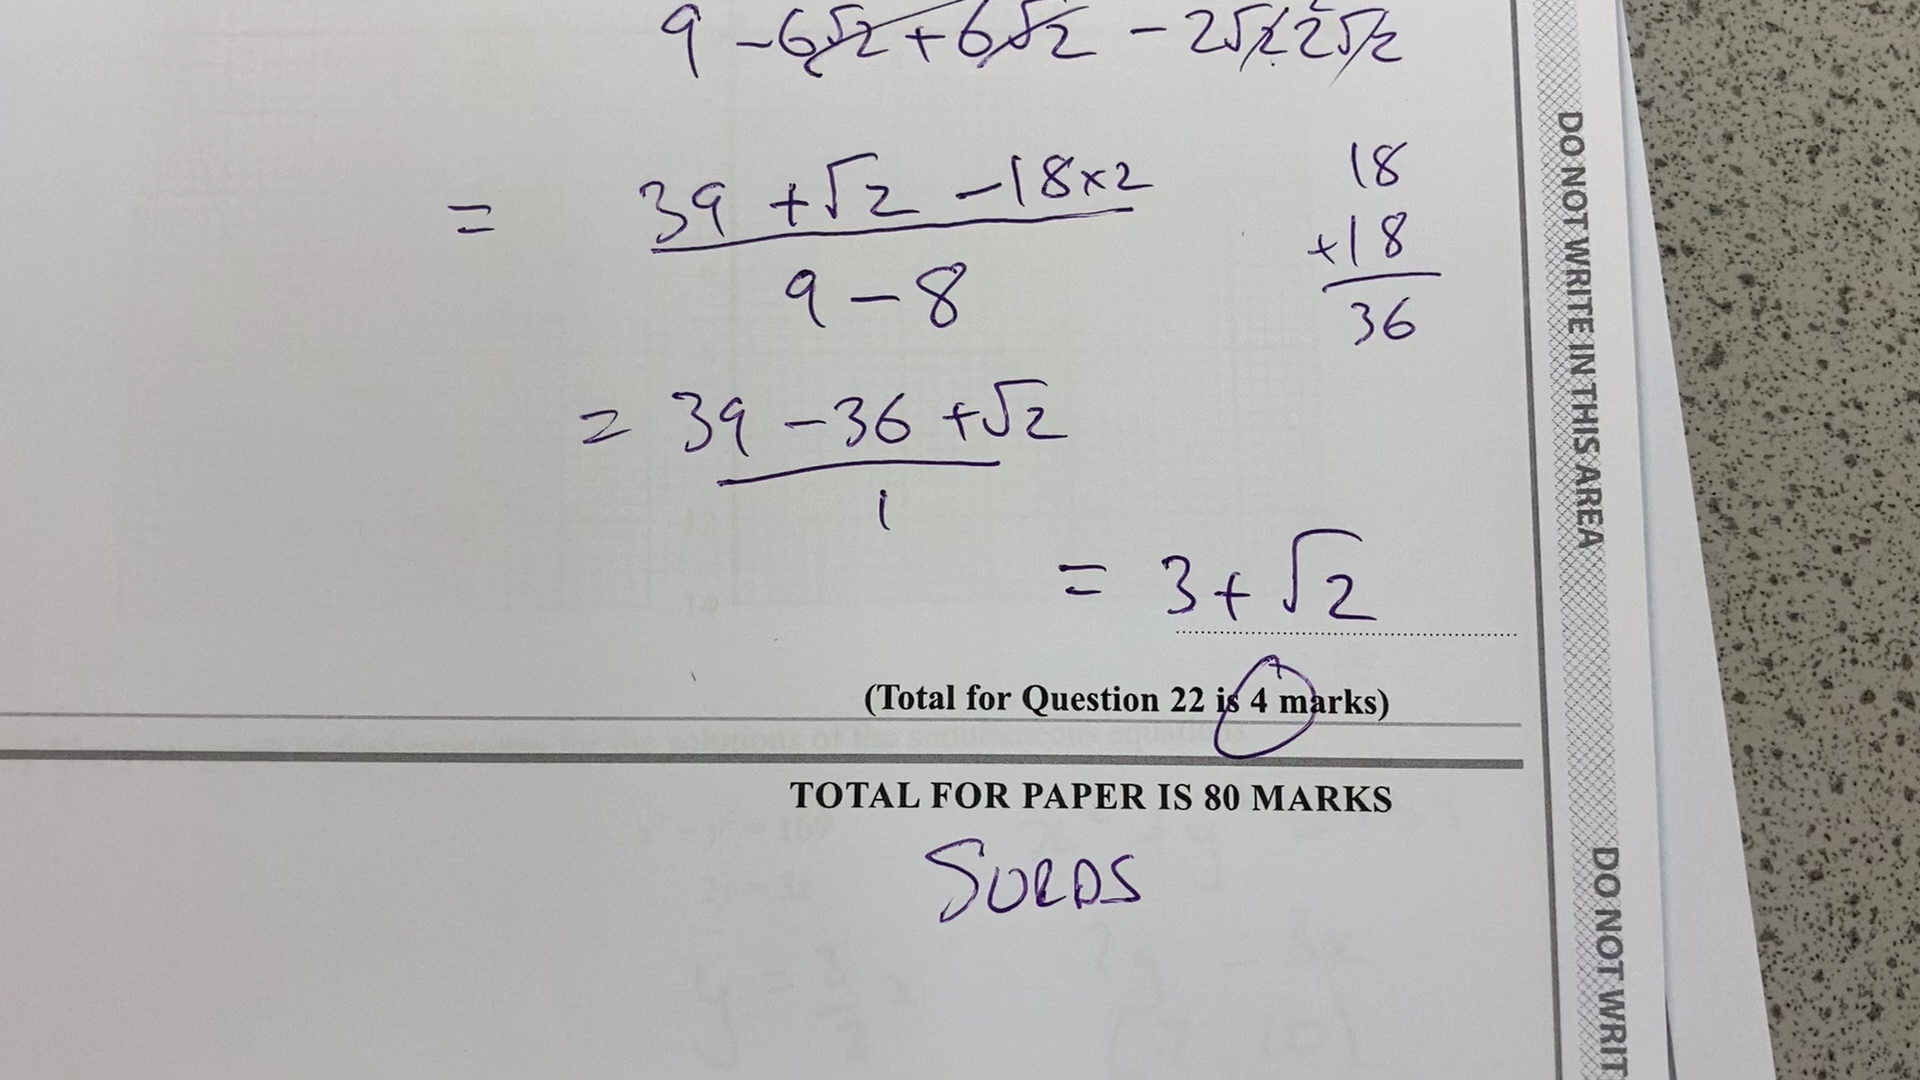 9 - 6√2 + 6√2 - 2√2 2√2
= 39 + √2 - 18×2
9 - 8
18
+18
36
= 39 - 36 + √2
1
= 3 + √2
(Total for Question 22 is 4 marks)
TOTAL FOR PAPER IS 80 MARKS
SURDS
DO NOT WRITE IN THIS AREA
DO NOT WRIT